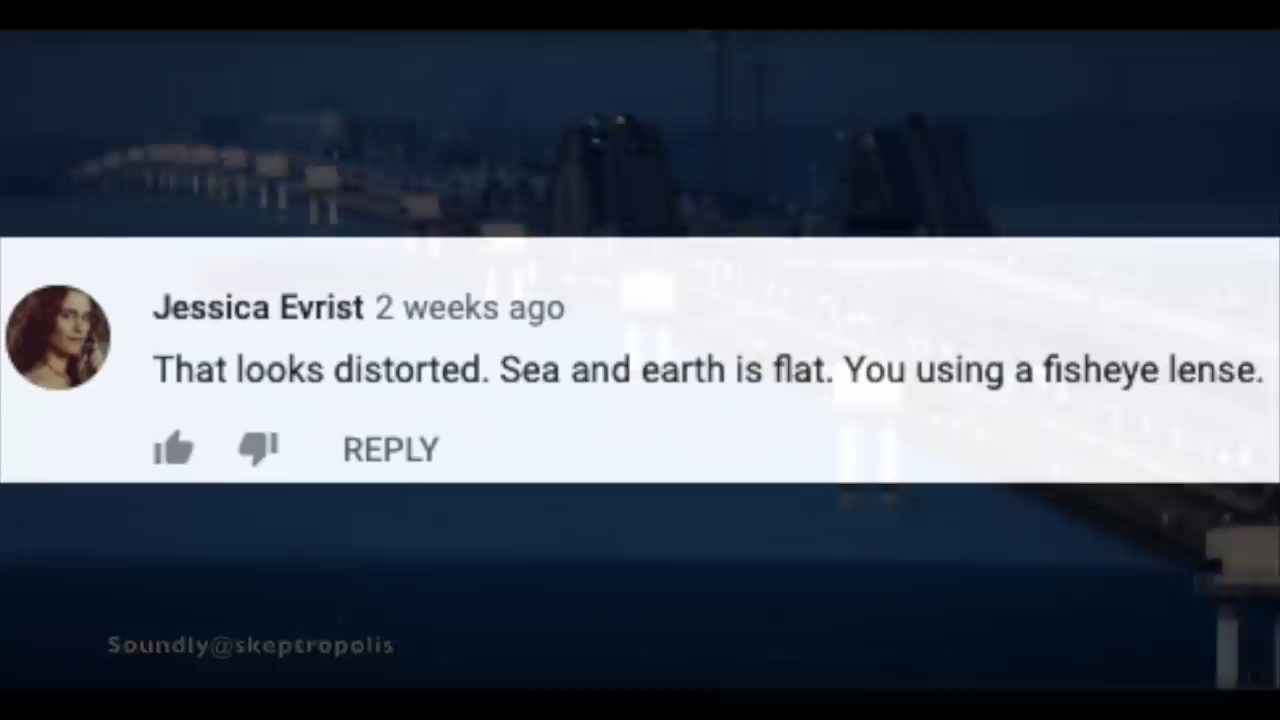 Jessica Evrist 2 weeks ago
That looks distorted. Sea and earth is flat. You using a fisheye lense.
REPLY
Soundly@skeptropolis